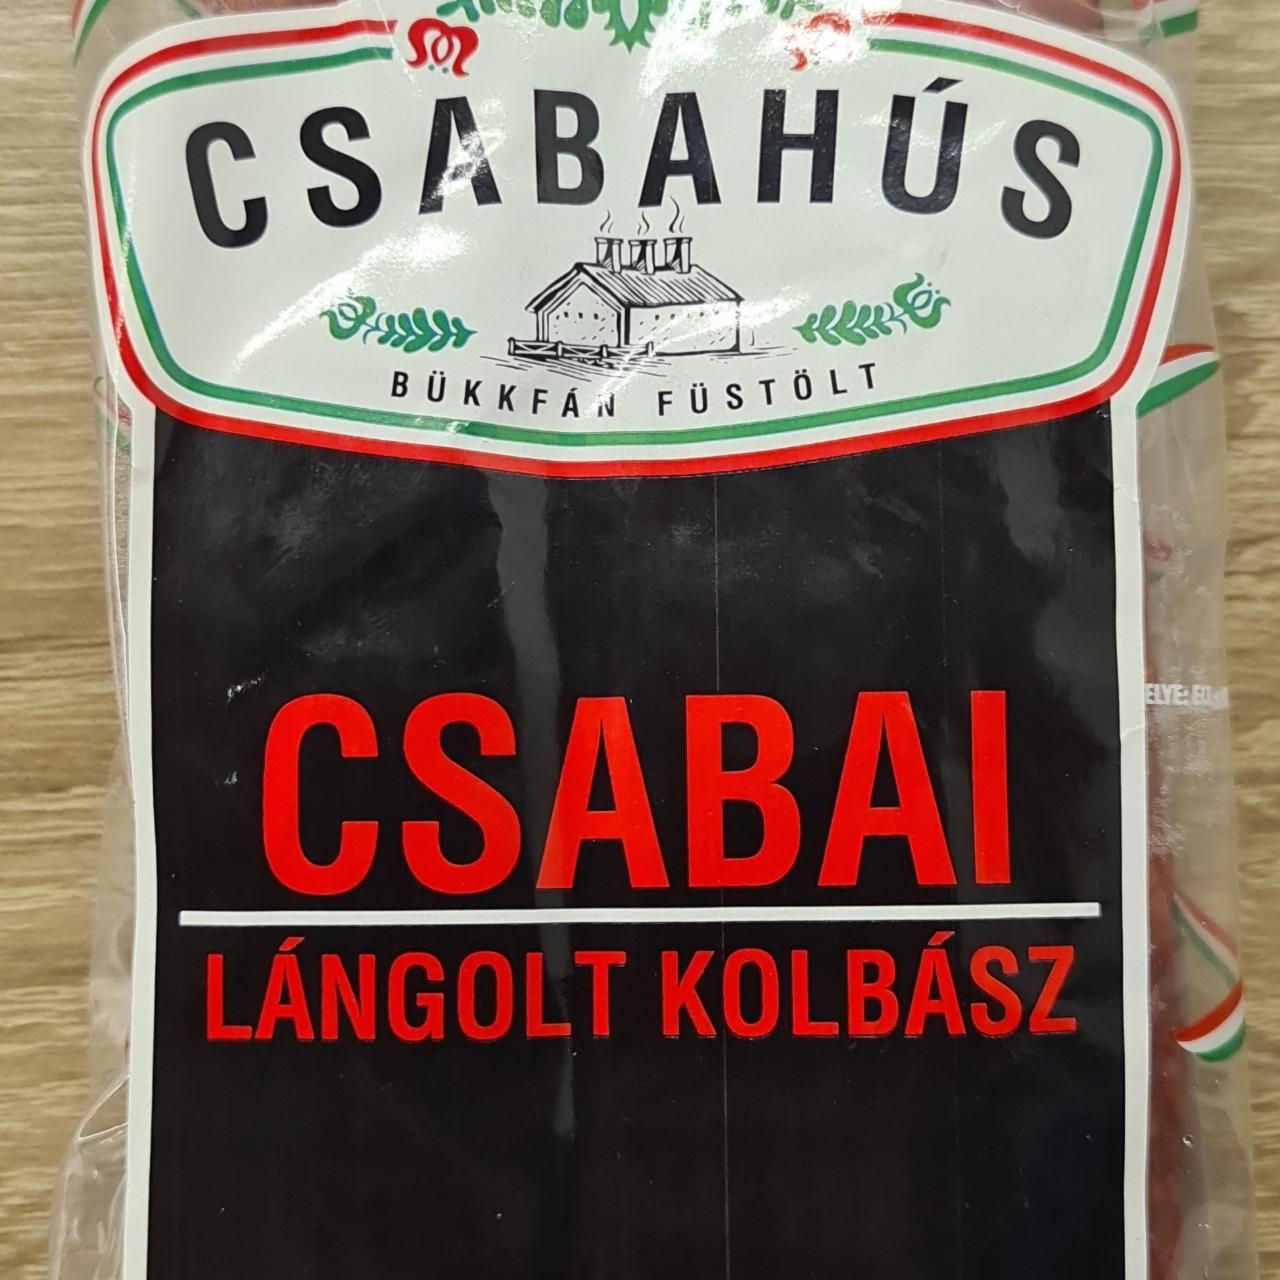 CSABAHÚS
BÜKKFÁN FÜSTÖLT
CSABAI
LÁNGOLT KOLBÁSZ